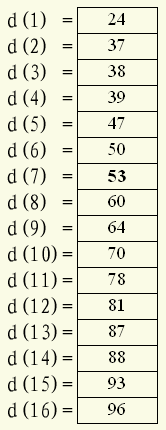 d(1) = 24
d(2) = 37
d(3) = 38
d(4) = 39
d(5) = 47
d(6) = 50
d(7) = 53
d(8) = 60
d(9) = 64
d(10)= 70
d(11)= 78
d(12)= 81
d(13)= 87
d(14)= 88
d(15)= 93
d(16)= 96